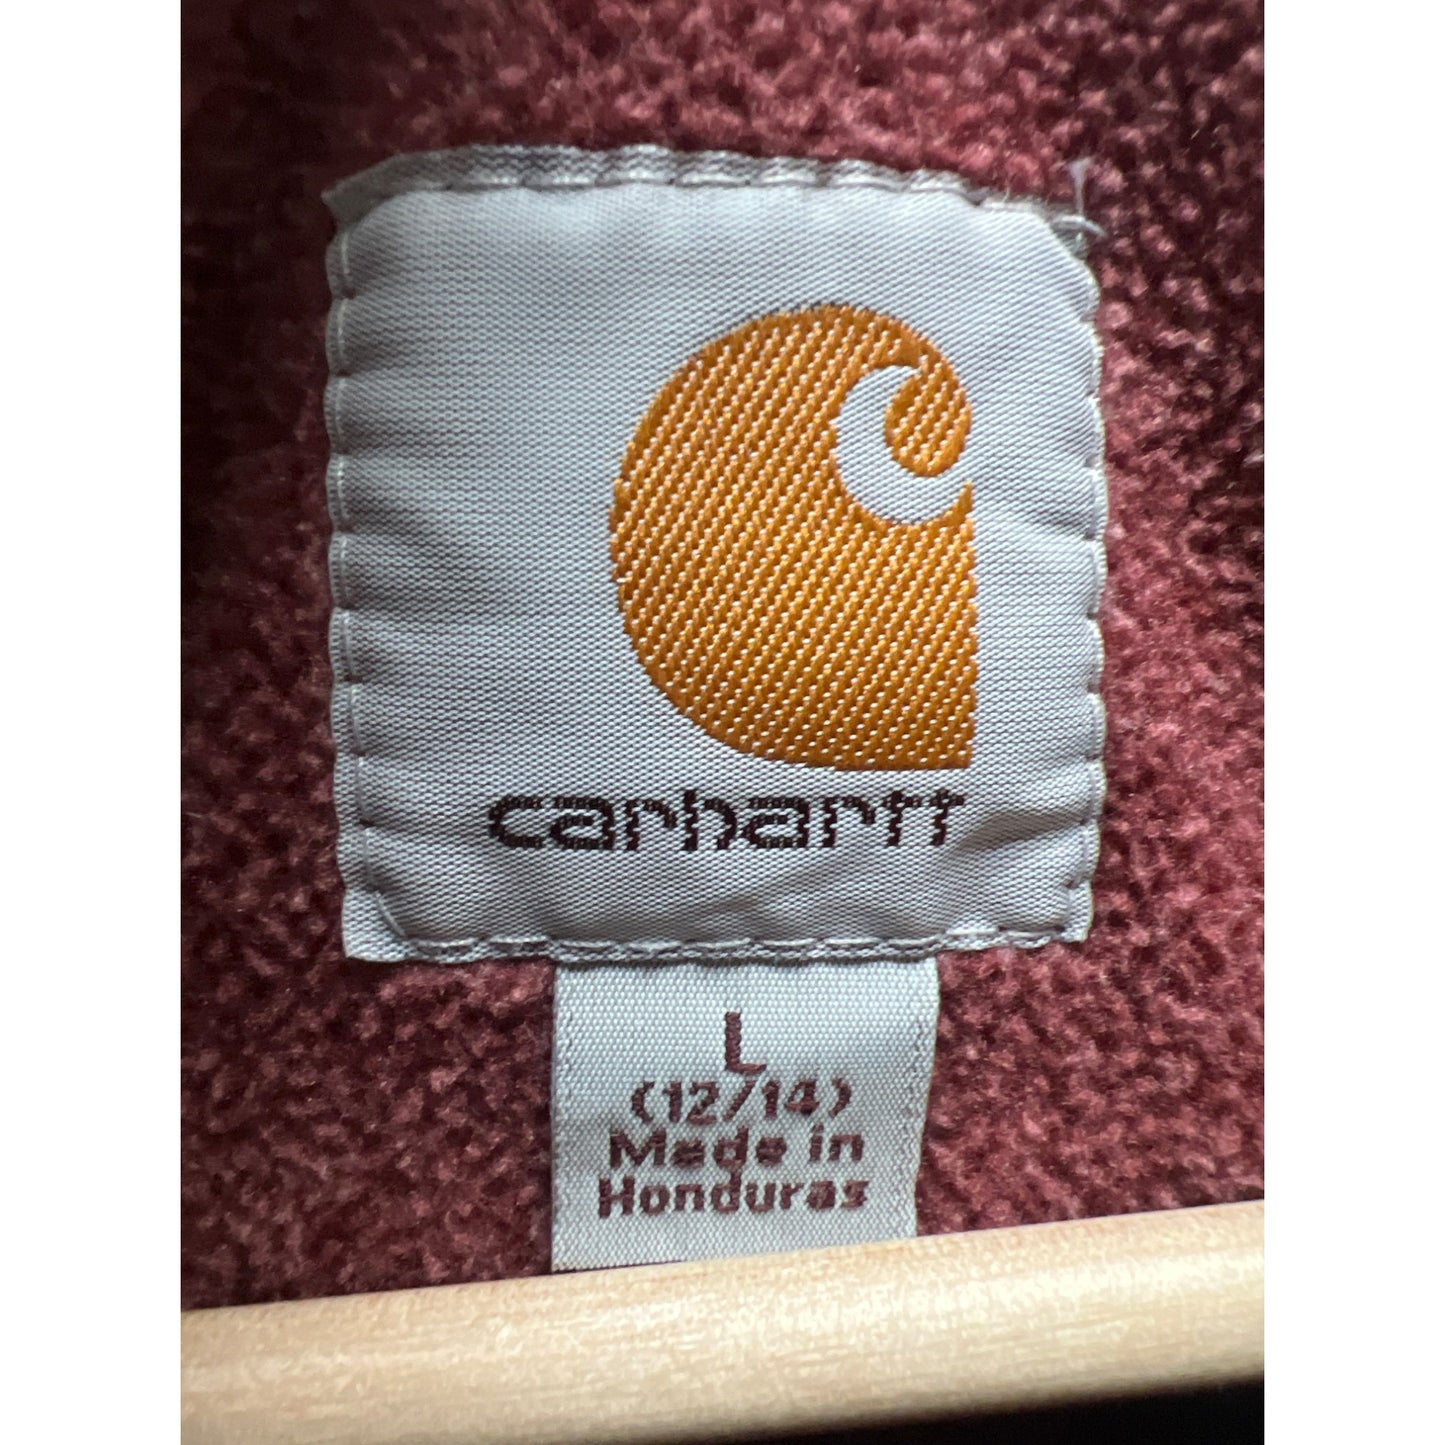 carhartt
L
(12/14)
Made in
Honduras